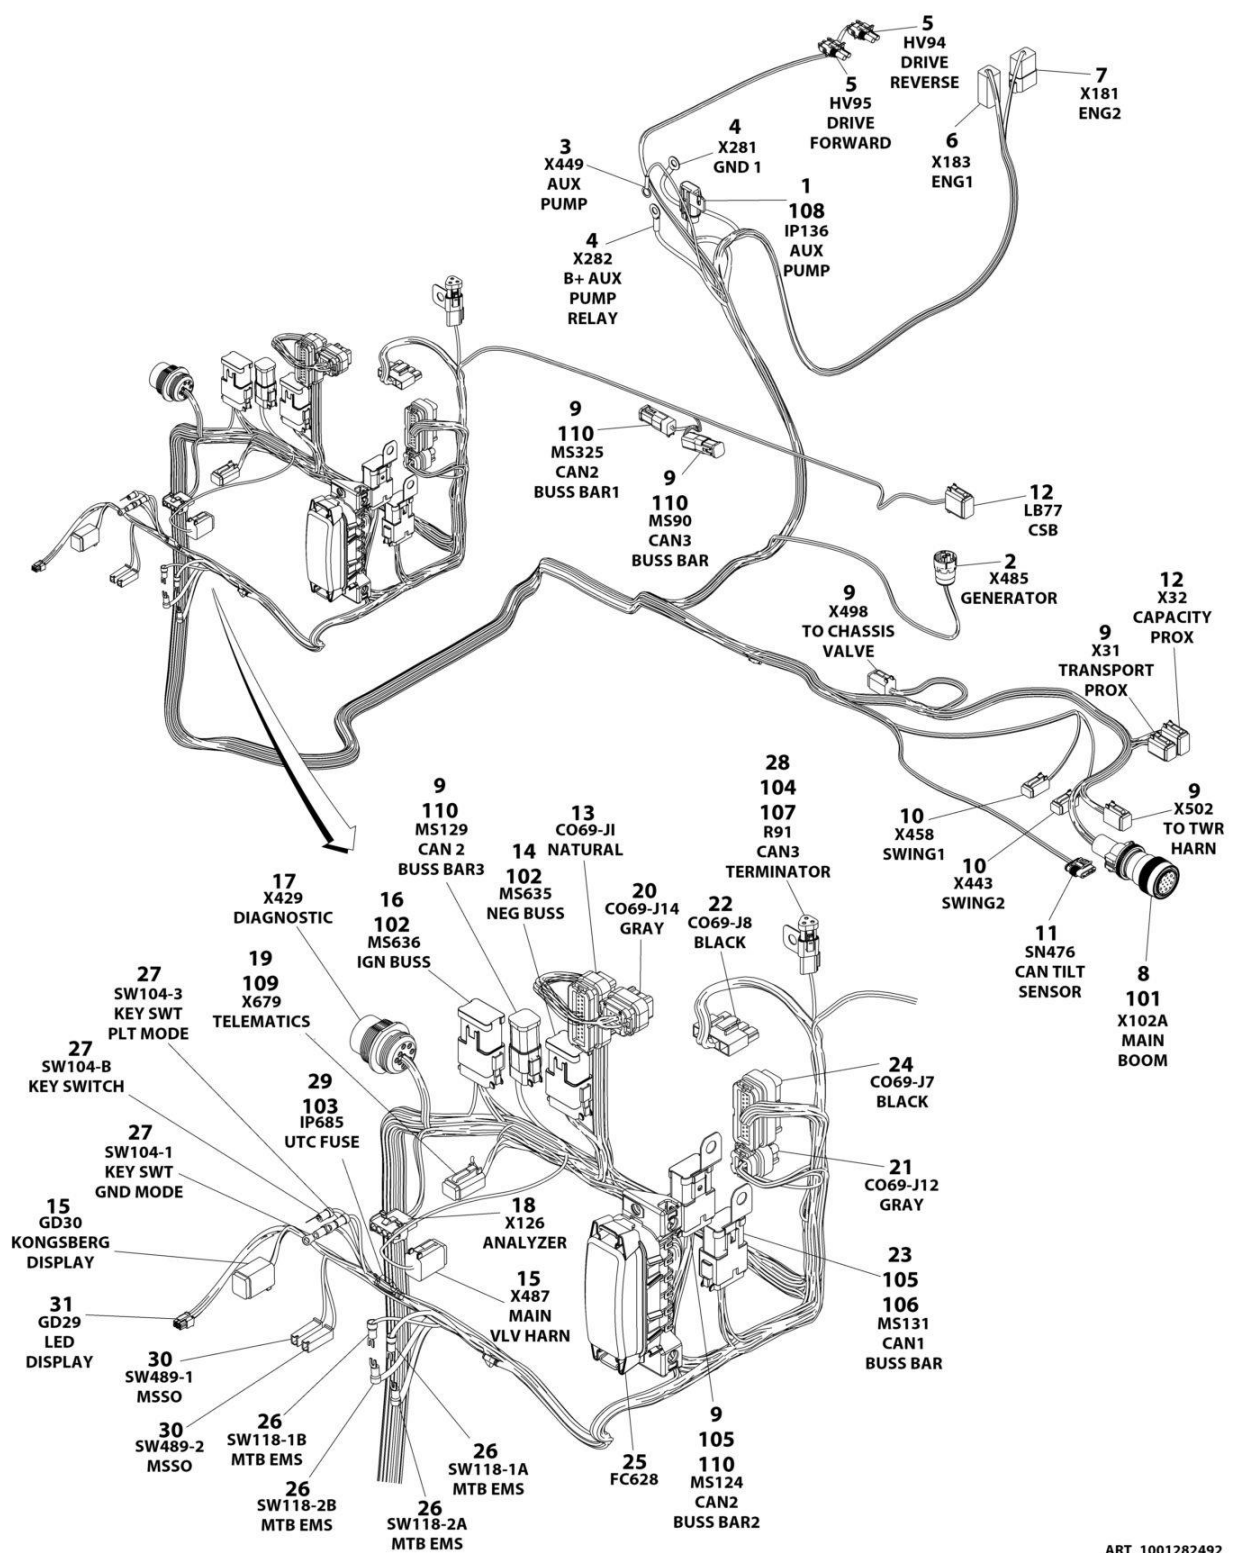 5
HV94
DRIVE
REVERSE
5
HV95
DRIVE
FORWARD
7
X181
ENG2
6
X183
ENG1
4
X281
GND 1
3
X449
AUX
PUMP
1
108
IP136
AUX
PUMP
4
X282
B+ AUX
PUMP
RELAY
9
110
MS325
CAN2
BUSS BAR1
9
110
MS90
CAN3
BUSS BAR
12
LB77
CSB
2
X485
GENERATOR
9
X498
TO CHASSIS
VALVE
12
X32
CAPACITY
PROX
9
X31
TRANSPORT
PROX
10
X458
SWING1
10
X443
SWING2
9
X502
TO TWR
HARN
11
SN476
CAN TILT
SENSOR
8
101
X102A
MAIN
BOOM
28
104
107
R91
CAN3
TERMINATOR
9
110
MS129
CAN 2
BUSS BAR3
13
CO69-JI
NATURAL
14
102
MS635
NEG BUSS
20
CO69-J14
GRAY
22
CO69-J8
BLACK
17
X429
DIAGNOSTIC
16
102
MS636
IGN BUSS
19
109
X679
TELEMATICS
27
SW104-3
KEY SWT
PLT MODE
27
SW104-B
KEY SWITCH
29
103
IP685
UTC FUSE
27
SW104-1
KEY SWT
GND MODE
15
GD30
KONGSBERG
DISPLAY
31
GD29
LED
DISPLAY
30
SW489-1
MSSO
30
SW489-2
MSSO
26
SW118-1B
MTB EMS
26
SW118-2B
MTB EMS
26
SW118-2A
MTB EMS
26
SW118-1A
MTB EMS
18
X126
ANALYZER
15
X487
MAIN
VLV HARN
24
CO69-J7
BLACK
21
CO69-J12
GRAY
23
105
106
MS131
CAN1
BUSS BAR
25
FC628
9
105
110
MS124
CAN2
BUSS BAR2
ART_1001282492